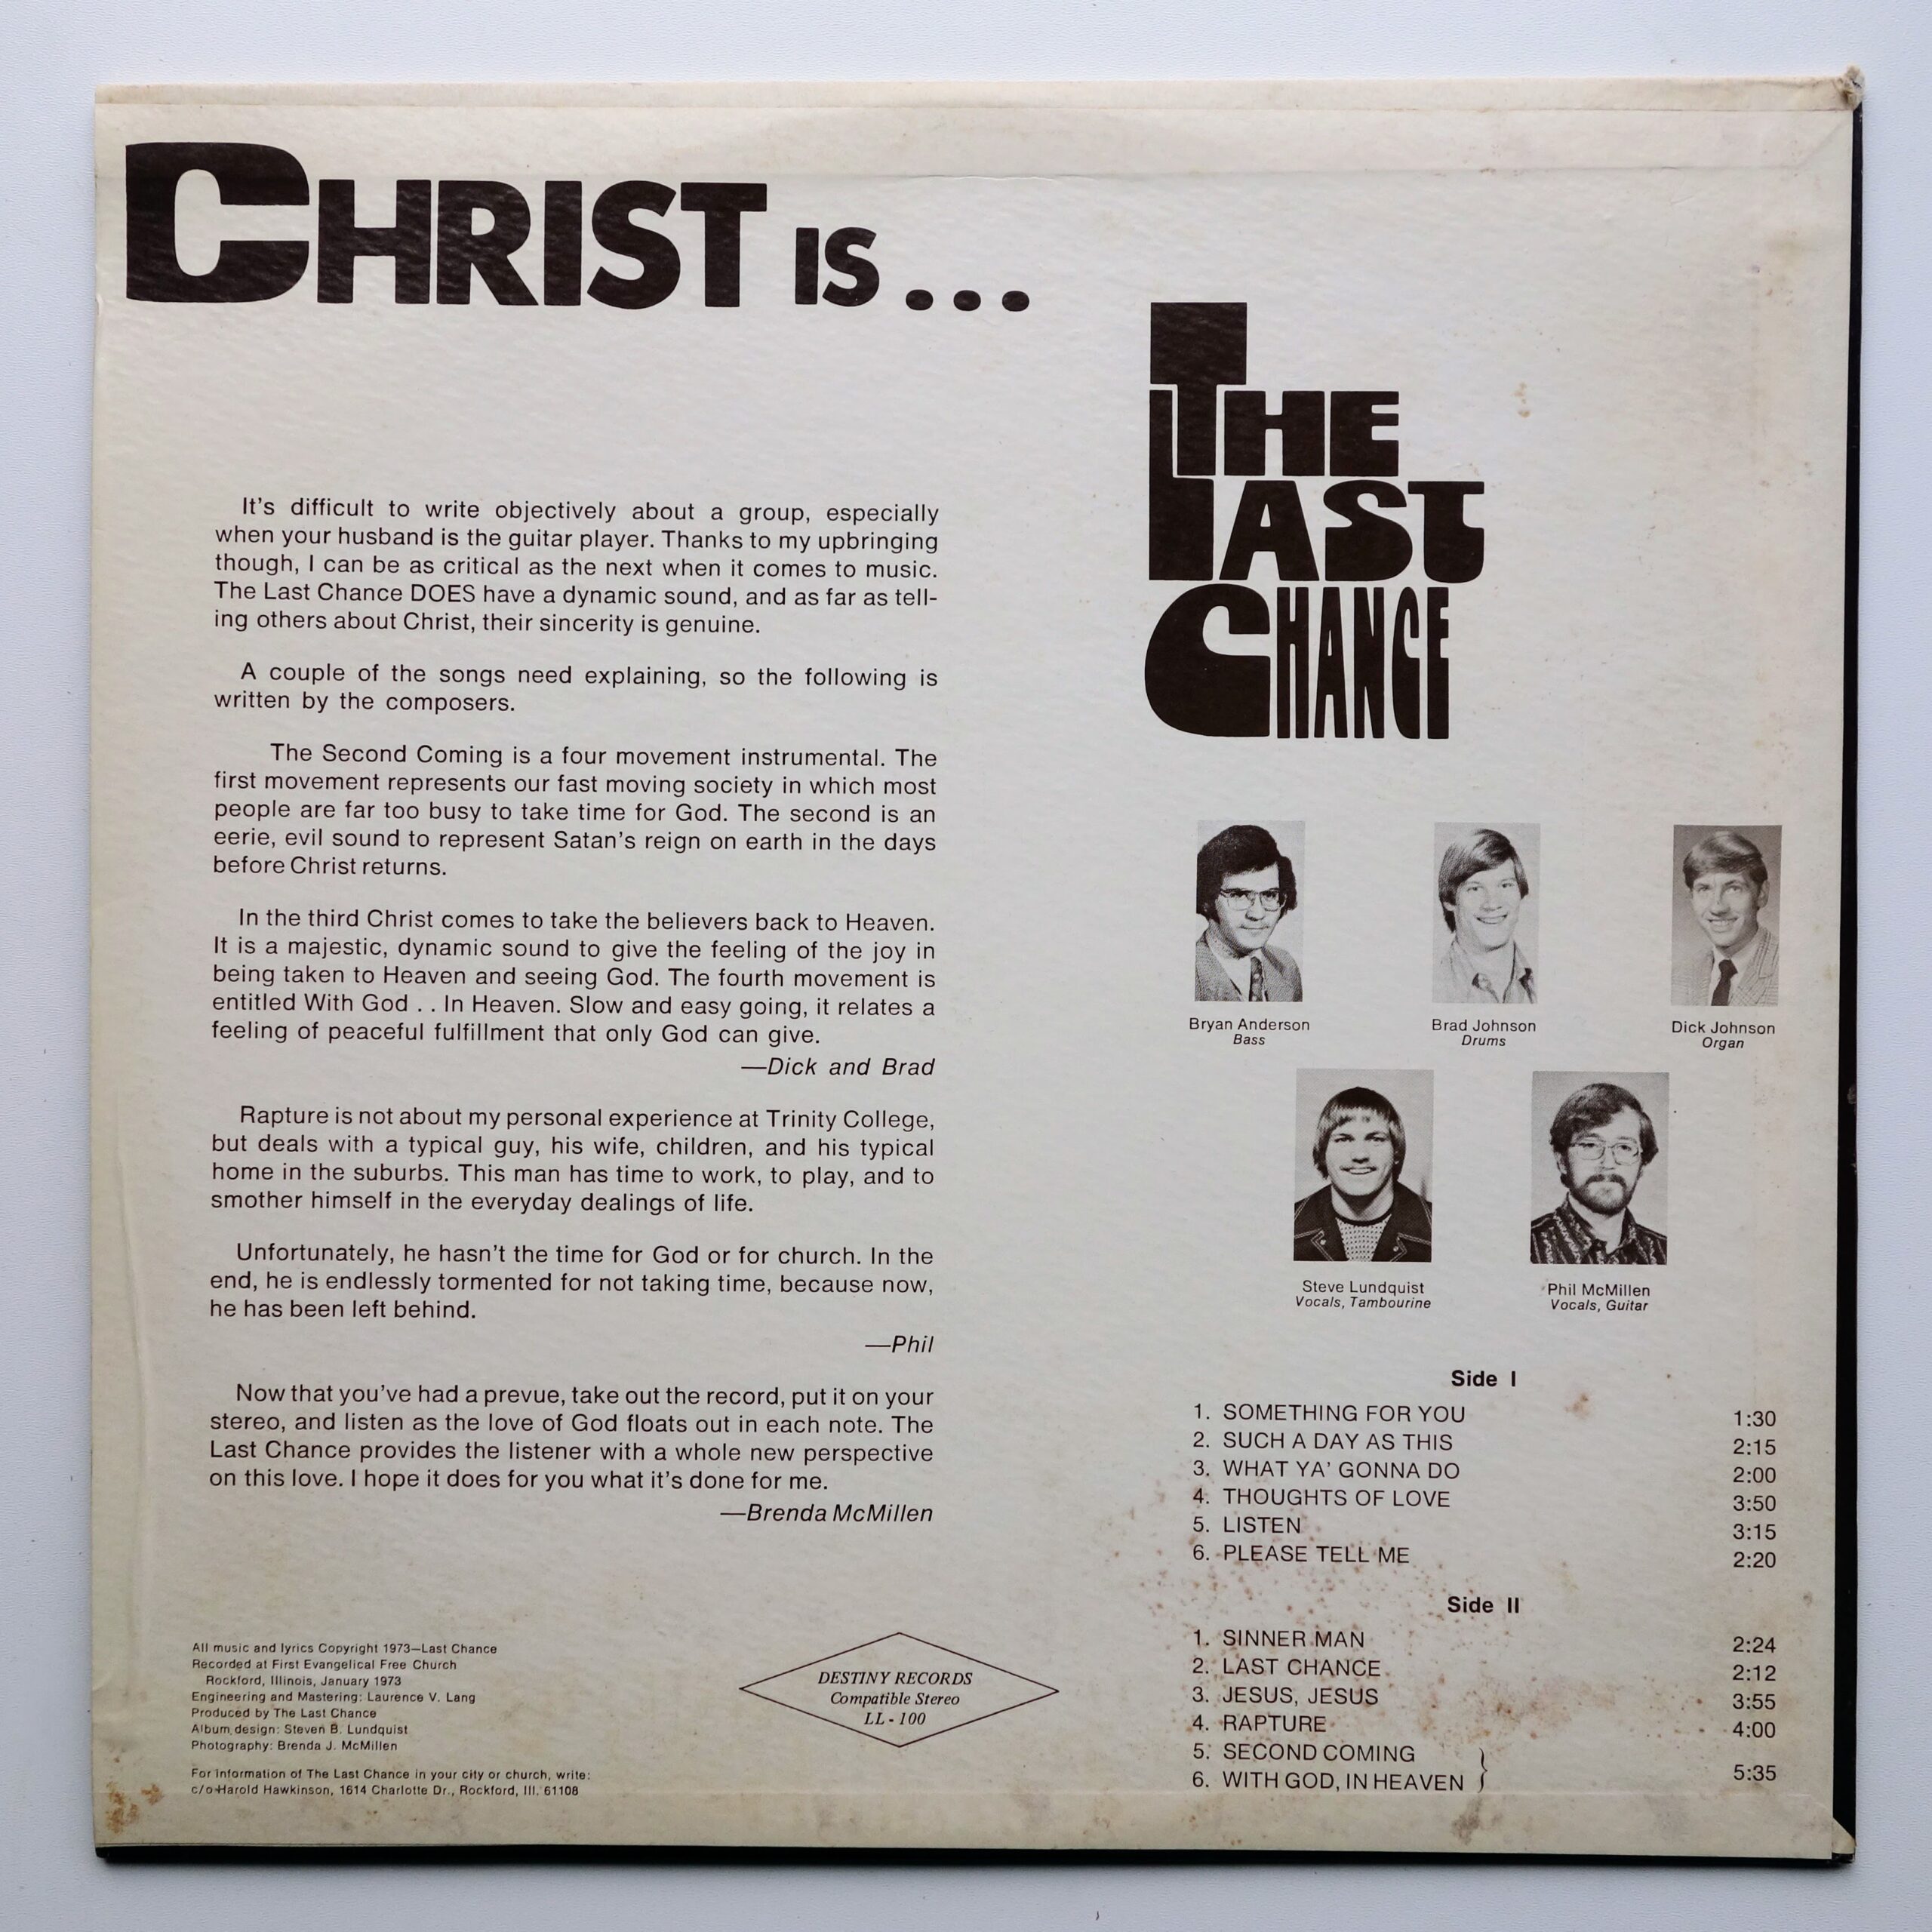 CHRIST IS...
THE
LAST
CHANCE
It's difficult to write objectively about a group, especially
when your husband is the guitar player. Thanks to my upbringing
though, I can be as critical as the next when it comes to music.
The Last Chance DOES have a dynamic sound, and as far as tell-
ing others about Christ, their sincerity is genuine.
A couple of the songs need explaining, so the following is
written by the composers.
The Second Coming is a four movement instrumental. The
first movement represents our fast moving society in which most
people are far too busy to take time for God. The second is an
eerie, evil sound to represent Satan's reign on earth in the days
before Christ returns.
In the third Christ comes to take the believers back to Heaven.
It is a majestic, dynamic sound to give the feeling of the joy in
being taken to Heaven and seeing God. The fourth movement is
entitled With God . . In Heaven. Slow and easy going, it relates a
feeling of peaceful fulfillment that only God can give.
—Dick and Brad
Rapture is not about my personal experience at Trinity College,
but deals with a typical guy, his wife, children, and his typical
home in the suburbs. This man has time to work, to play, and to
smother himself in the everyday dealings of life.
Unfortunately, he hasn't the time for God or for church. In the
end, he is endlessly tormented for not taking time, because now,
he has been left behind.
—Phil
Now that you've had a prevue, take out the record, put it on your
stereo, and listen as the love of God floats out in each note. The
Last Chance provides the listener with a whole new perspective
on this love. I hope it does for you what it's done for me.
—Brenda McMillen
All music and lyrics Copyright 1973—Last Chance
Recorded at First Evangelical Free Church
Rockford, Illinois, January 1973
Engineering and Mastering: Laurence V. Lang
Produced by The Last Chance
Album design: Steven B. Lundquist
Photography: Brenda J. McMillen
For information of The Last Chance in your city or church, write:
c/o Harold Hawkinson, 1614 Charlotte Dr., Rockford, Ill. 61108
DESTINY RECORDS
Compatible Stereo
LL - 100
Bryan Anderson
Bass
Brad Johnson
Drums
Dick Johnson
Organ
Steve Lundquist
Vocals, Tambourine
Phil McMillen
Vocals, Guitar
Side I
1. SOMETHING FOR YOU 1:30
2. SUCH A DAY AS THIS 2:15
3. WHAT YA' GONNA DO 2:00
4. THOUGHTS OF LOVE 3:50
5. LISTEN 3:15
6. PLEASE TELL ME 2:20
Side II
1. SINNER MAN 2:24
2. LAST CHANCE 2:12
3. JESUS, JESUS 3:55
4. RAPTURE 4:00
5. SECOND COMING
6. WITH GOD, IN HEAVEN } 5:35